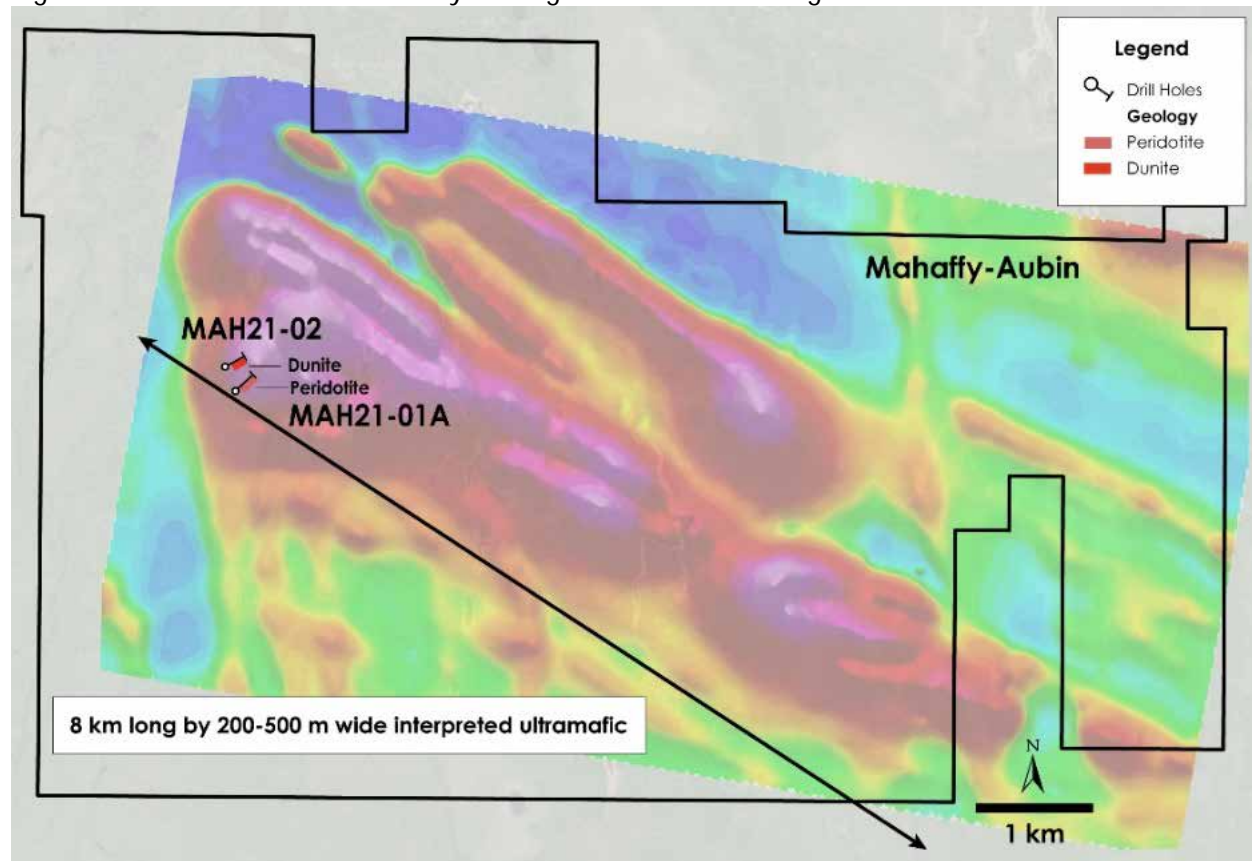 Legend
Drill Holes
Geology
Peridotite
Dunite
Mahaffy-Aubin
MAH21-02
Dunite
Peridotite
MAH21-01A
8 km long by 200-500 m wide interpreted ultramafic
N
1 km